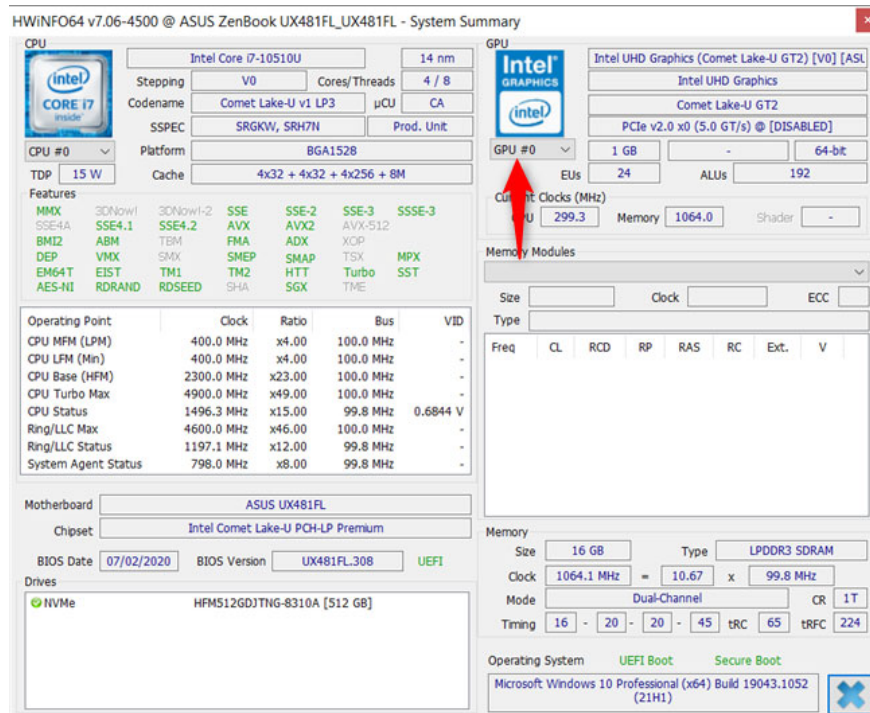 HWiNFO64 v7.06-4500 @ ASUS ZenBook UX481FL_UX481FL - System Summary
CPU
intel CORE i7 inside
Intel Core i7-10510U 14 nm
Stepping V0 Cores/Threads 4 / 8
Codename Comet Lake-U v1 LP3 µCU CA
SSPEC SRGKW, SRH7N Prod. Unit
CPU #0 Platform BGA1528
TDP 15 W Cache 4x32 + 4x32 + 4x256 + 8M
Features
MMX 3DNow! 3DNow!-2 SSE SSE-2 SSE-3 SSSE-3
SSE4A SSE4.1 SSE4.2 AVX AVX2 AVX-512
BMI2 ABM TBM FMA ADX XOP
DEP VMX SMX SMEP SMAP TSX MPX
EM64T EIST TM1 TM2 HTT Turbo SST
AES-NI RDRAND RDSEED SHA SGX TME
Operating Point Clock Ratio Bus VID
CPU MFM (LPM) 400.0 MHz x4.00 100.0 MHz -
CPU LFM (Min) 400.0 MHz x4.00 100.0 MHz -
CPU Base (HFM) 2300.0 MHz x23.00 100.0 MHz -
CPU Turbo Max 4900.0 MHz x49.00 100.0 MHz -
CPU Status 1496.3 MHz x15.00 99.8 MHz 0.6844 V
Ring/LLC Max 4600.0 MHz x46.00 100.0 MHz -
Ring/LLC Status 1197.1 MHz x12.00 99.8 MHz -
System Agent Status 798.0 MHz x8.00 99.8 MHz -
Motherboard ASUS UX481FL
Chipset Intel Comet Lake-U PCH-LP Premium
BIOS Date 07/02/2020 BIOS Version UX481FL.308 UEFI
Drives
NVMe HFM512GDJTNG-8310A [512 GB]
GPU
Intel GRAPHICS intel
Intel UHD Graphics (Comet Lake-U GT2) [V0] [ASU
Intel UHD Graphics
Comet Lake-U GT2
PCIe v2.0 x0 (5.0 GT/s) @ [DISABLED]
GPU #0 1 GB - 64-bit
EUs 24 ALUs 192
Current Clocks (MHz)
299.3 Memory 1064.0 Shader -
Memory Modules
Size Clock ECC
Type
Freq CL RCD RP RAS RC Ext. V
Memory
Size 16 GB Type LPDDR3 SDRAM
Clock 1064.1 MHz = 10.67 x 99.8 MHz
Mode Dual-Channel CR 1T
Timing 16 - 20 - 20 - 45 tRC 65 tRFC 224
Operating System UEFI Boot Secure Boot
Microsoft Windows 10 Professional (x64) Build 19043.1052
(21H1)